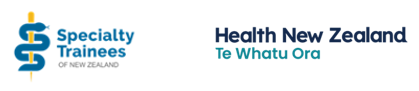 Specialty
Trainees
OF NEW ZEALAND
Health New Zealand
Te Whatu Ora